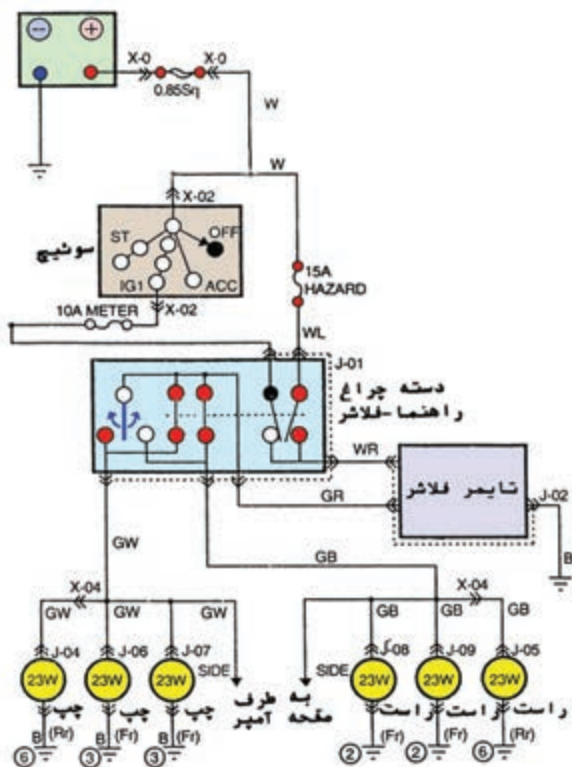 − +
X-0 X-0
0.85Sq
W
W
X-02
سوئیچ
ST OFF
IG1 ACC
15A
HAZARD
10A METER X-02
WL
J-01
دسته چراغ
راهنما-فلاشر
WR
تایمر فلاشر
GR
J-02
B
GW GB
X-04 X-04
GW GW GW GB GB GB
J-04 J-06 J-07 J-08 J-09 J-05
SIDE SIDE
23W 23W 23W 23W 23W 23W
به طرف
صفحه آمپر
چپ چپ چپ راست راست راست
B (Rr) B (Fr) B (Fr) (Fr) (Fr) (Rr)
6 3 3 2 2 6